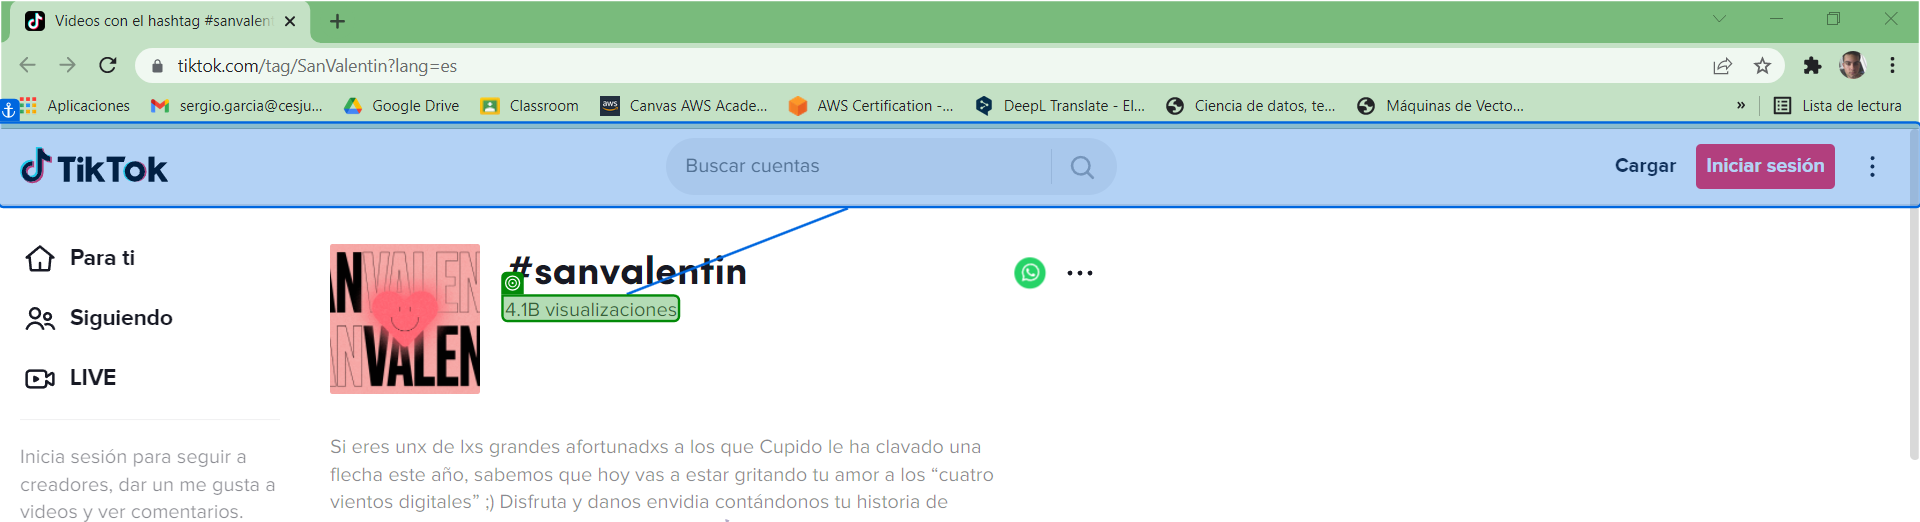 Videos con el hashtag #sanvalent
tiktok.com/tag/SanValentin?lang=es
Aplicaciones sergio.garcia@cesju... Google Drive Classroom aws Canvas AWS Acade... AWS Certification -... DeepL Translate - El... Ciencia de datos, te... Máquinas de Vecto... » Lista de lectura
TikTok Buscar cuentas Cargar Iniciar sesión
Para ti
Siguiendo
LIVE
Inicia sesión para seguir a
creadores, dar un me gusta a
videos y ver comentarios.
AN VALEN
AN VALEN
#sanvalentin
4.1B visualizaciones
Si eres unx de lxs grandes afortunadxs a los que Cupido le ha clavado una
flecha este año, sabemos que hoy vas a estar gritando tu amor a los “cuatro
vientos digitales” ;) Disfruta y danos envidia contándonos tu historia de